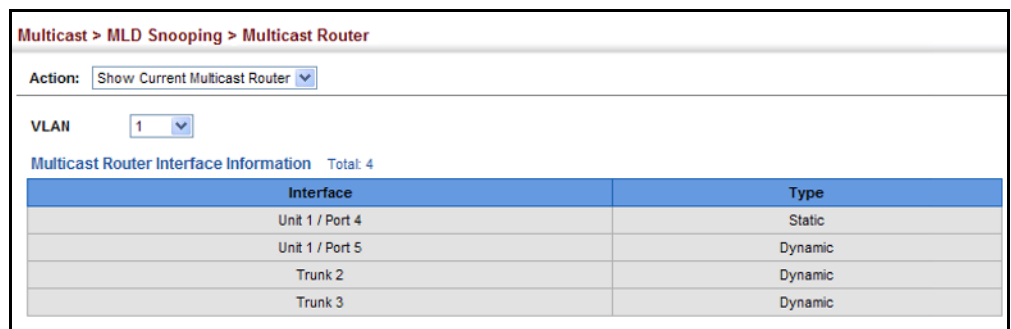 Multicast > MLD Snooping > Multicast Router
Action: Show Current Multicast Router
VLAN 1
Multicast Router Interface Information Total: 4
Interface Type
Unit 1 / Port 4 Static
Unit 1 / Port 5 Dynamic
Trunk 2 Dynamic
Trunk 3 Dynamic